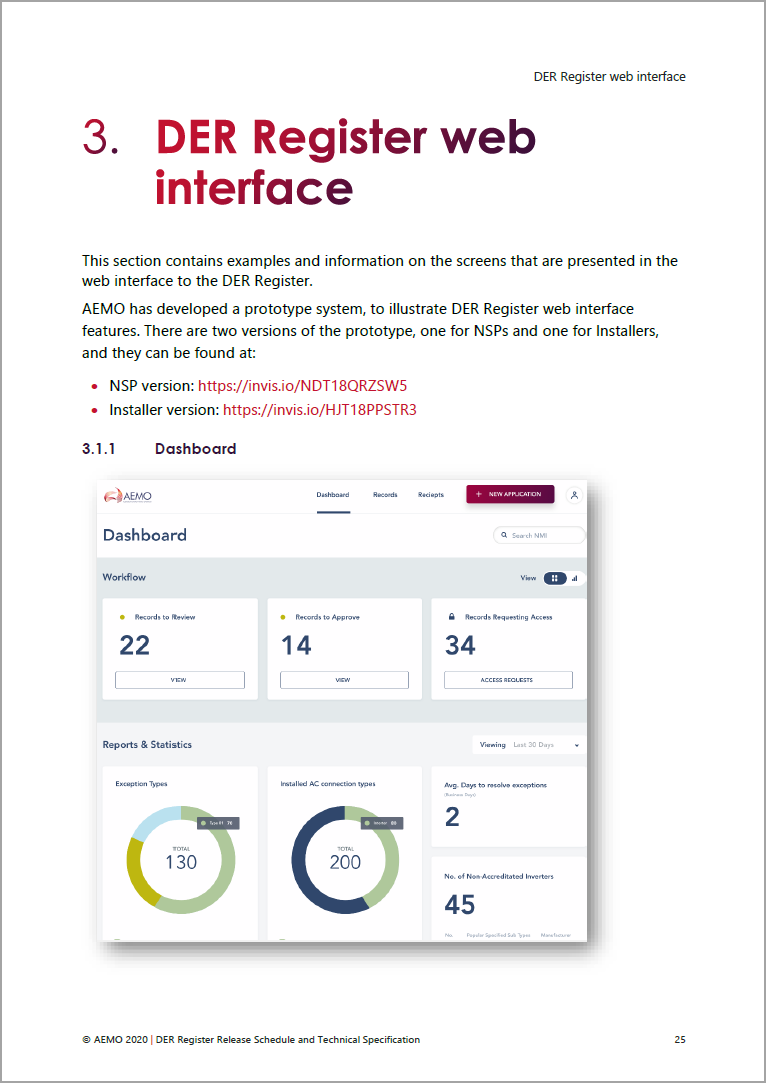 DER Register web interface
3. DER Register web
interface
This section contains examples and information on the screens that are presented in the
web interface to the DER Register.
AEMO has developed a prototype system, to illustrate DER Register web interface
features. There are two versions of the prototype, one for NSPs and one for Installers,
and they can be found at:
• NSP version: https://invis.io/NDT18QRZSW5
• Installer version: https://invis.io/HJT18PPSTR3
3.1.1 Dashboard
AEMO
Dashboard Records Reciepts + NEW APPLICATION
Dashboard
Search NMI
Workflow
View
Records to Review
22
VIEW
Records to Approve
14
VIEW
Records Requesting Access
34
ACCESS REQUESTS
Reports & Statistics
Viewing Last 30 Days
Exception Types
TOTAL
130
Installed AC connection types
TOTAL
200
Avg. Days to resolve exceptions
(Business Days)
2
No. of Non-Accreditated Inverters
45
No. Popular Specified Sub Types Manufacturer
© AEMO 2020 | DER Register Release Schedule and Technical Specification
25